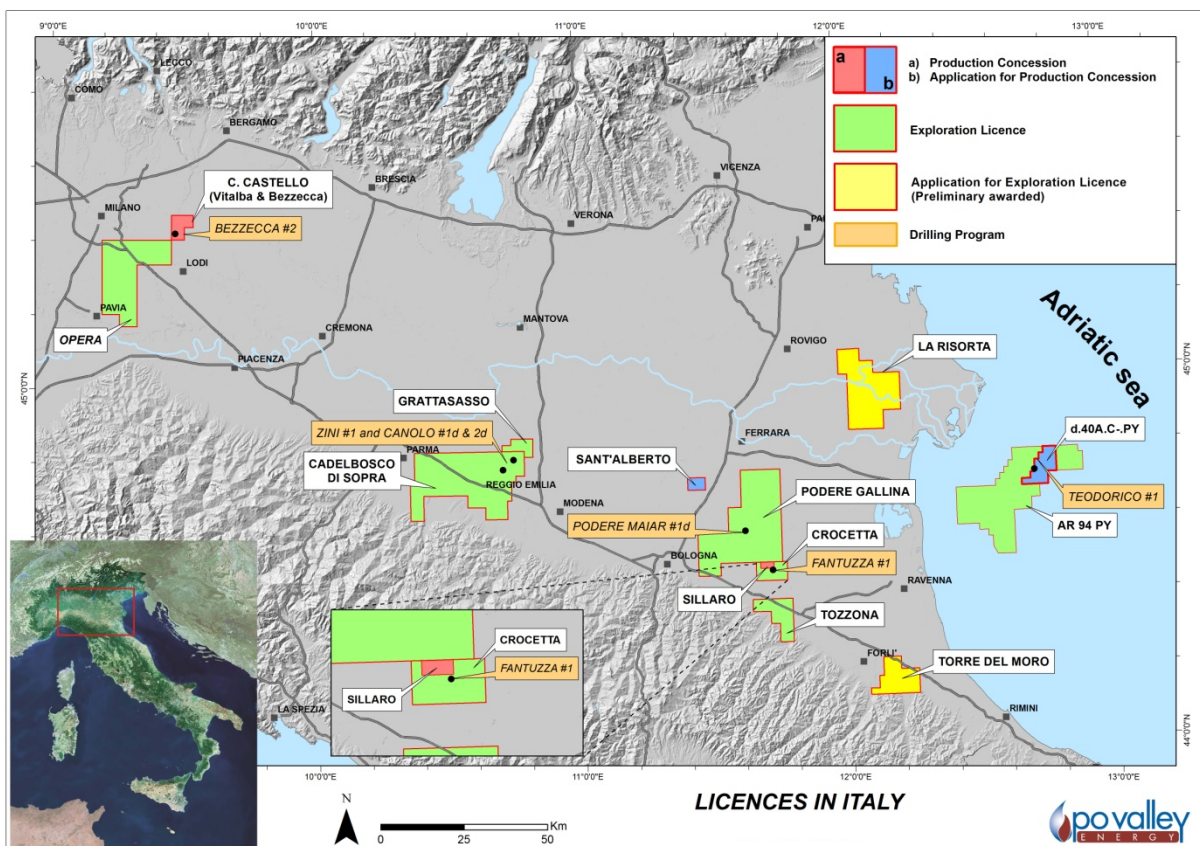 9°0'0"E
10°0'0"E
11°0'0"E
12°0'0"E
13°0'0"E
LECCO
COMO
BERGAMO
BRESCIA
VICENZA
VERONA
PA
MILANO
C. CASTELLO
(Vitalba & Bezzecca)
BEZZECCA #2
LODI
PAVIA
OPERA
CREMONA
PIACENZA
MANTOVA
ROVIGO
a
b
a) Production Concession
b) Application for Production Concession
Exploration Licence
Application for Exploration Licence
(Preliminary awarded)
Drilling Program
Adriatic sea
45°0'0"N
45°0'0"N
LA RISORTA
GRATTASASSO
ZINI #1 and CANOLO #1d & 2d
PARMA
CADELBOSCO
DI SOPRA
REGGIO EMILIA
MODENA
FERRARA
SANT'ALBERTO
PODERE GALLINA
PODERE MAIAR #1d
BOLOGNA
CROCETTA
FANTUZZA #1
SILLARO
d.40A.C-.PY
TEODORICO #1
AR 94 PY
RAVENNA
TOZZONA
FORLI'
TORRE DEL MORO
RIMINI
CROCETTA
FANTUZZA #1
SILLARO
LA SPEZIA
44°0'0"N
10°0'0"E
11°0'0"E
12°0'0"E
13°0'0"E
N
Km
0
25
50
LICENCES IN ITALY
po valley
ENERGY